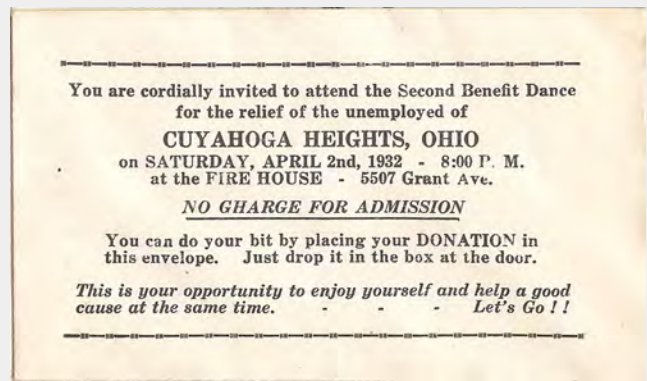 You are cordially invited to attend the Second Benefit Dance
for the relief of the unemployed of
CUYAHOGA HEIGHTS, OHIO
on SATURDAY, APRIL 2nd, 1932 - 8:00 P. M.
at the FIRE HOUSE - 5507 Grant Ave.
NO GHARGE FOR ADMISSION
You can do your bit by placing your DONATION in
this envelope. Just drop it in the box at the door.
This is your opportunity to enjoy yourself and help a good
cause at the same time. - - - Let's Go ! !